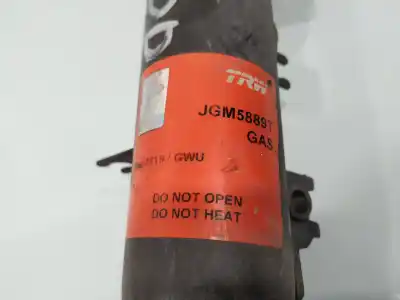 TRW
JGM5889T
GAS
/ GWU
DO NOT OPEN
DO NOT HEAT